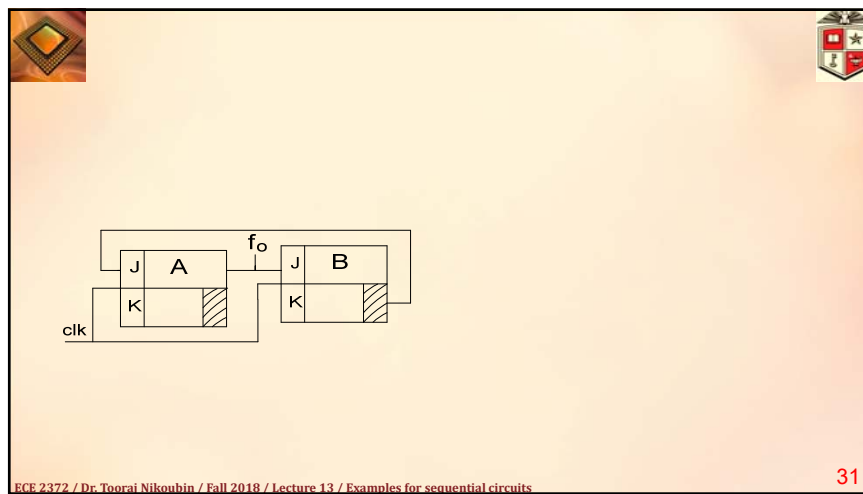 fo
J A
J B
K
K
clk
ECE 2372 / Dr. Tooraj Nikoubin / Fall 2018 / Lecture 13 / Examples for sequential circuits
31